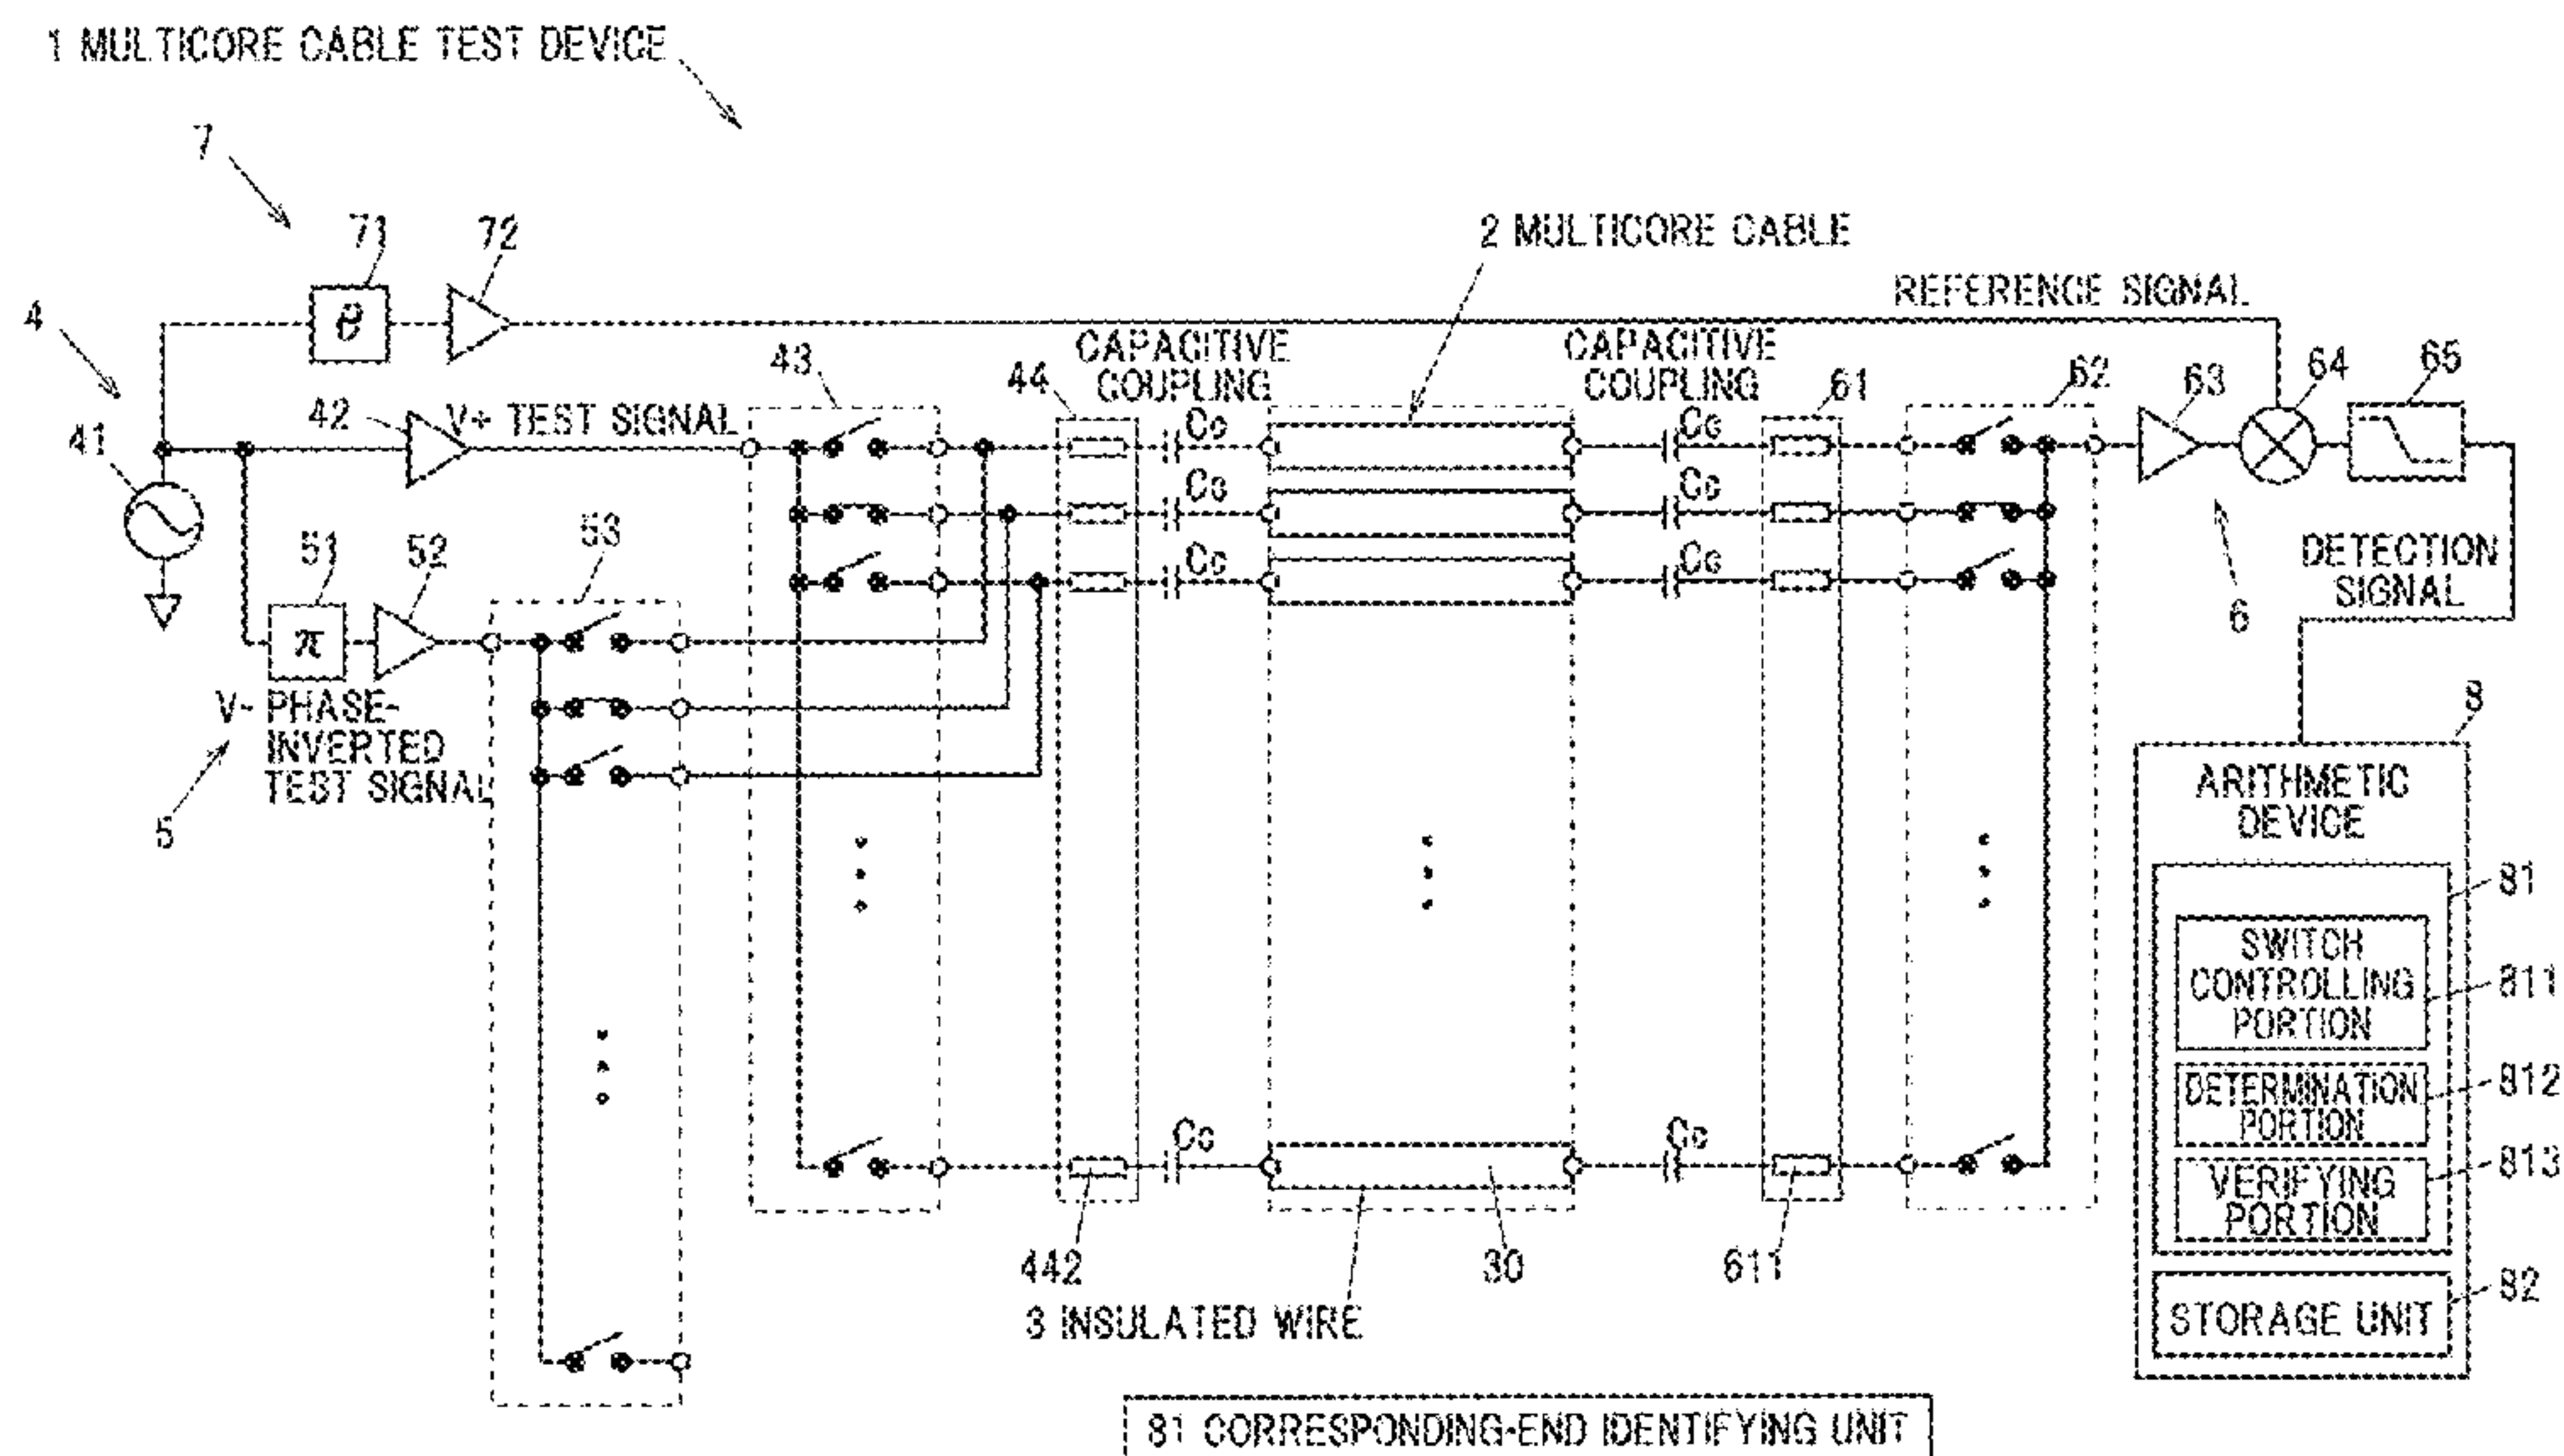 1 MULTICORE CABLE TEST DEVICE
7
71
72
2 MULTICORE CABLE
REFERENCE SIGNAL
4
θ
43
44
CAPACITIVE
COUPLING
CAPACITIVE
COUPLING
61
62
63
64
65
41
42
V+ TEST SIGNAL
Cc
Cc
Cc
Cc
Cc
Cc
51
52
53
π
V- PHASE-
INVERTED
TEST SIGNAL
5
6
DETECTION
SIGNAL
8
ARITHMETIC
DEVICE
81
SWITCH
CONTROLLING
PORTION
811
DETERMINATION
PORTION
812
VERIFYING
PORTION
813
Cc
Cc
442
30
611
3 INSULATED WIRE
STORAGE UNIT
82
81 CORRESPONDING-END IDENTIFYING UNIT